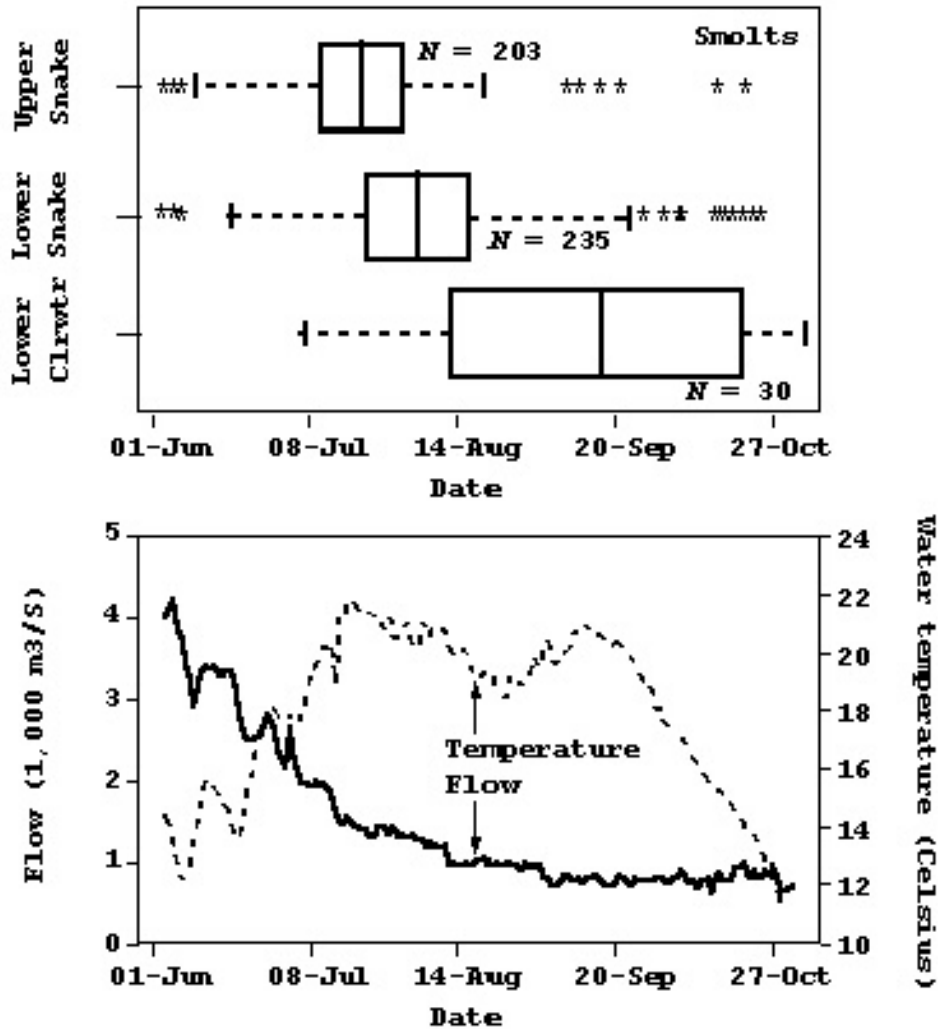 Smolts
Upper
Snake
N = 203
***
* * * *
* *
Lower
Snake
N = 235
Lower
Clrwtr
N = 30
01-Jun 08-Jul 14-Aug 20-Sep 27-Oct
Date
Flow (1,000 m3/S)
5
4
3
2
1
0
Temperature
Flow
24
22
20
18
16
14
12
10
Water temperature (Celsius)
01-Jun 08-Jul 14-Aug 20-Sep 27-Oct
Date